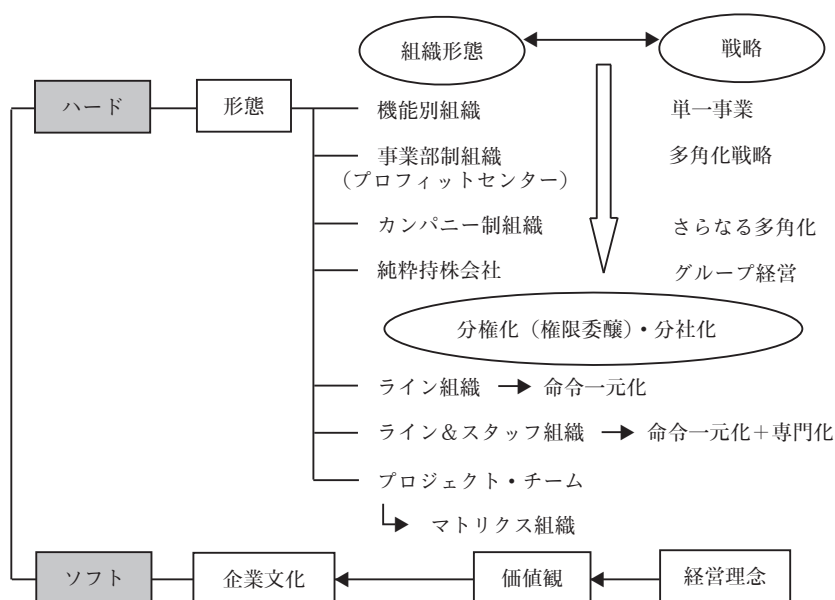 組織形態
戦略
ハード
形態
機能別組織
単一事業
事業部制組織
多角化戦略
（プロフィットセンター）
カンパニー制組織
さらなる多角化
純粋持株会社
グループ経営
分権化（権限委醸）・分社化
ライン組織
命令一元化
ライン＆スタッフ組織
命令一元化＋専門化
プロジェクト・チーム
マトリクス組織
ソフト
企業文化
価値観
経営理念